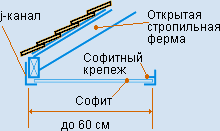 j-канал
Открытая
стропильная
ферма
Софитный
крепеж
Софит
до 60 см